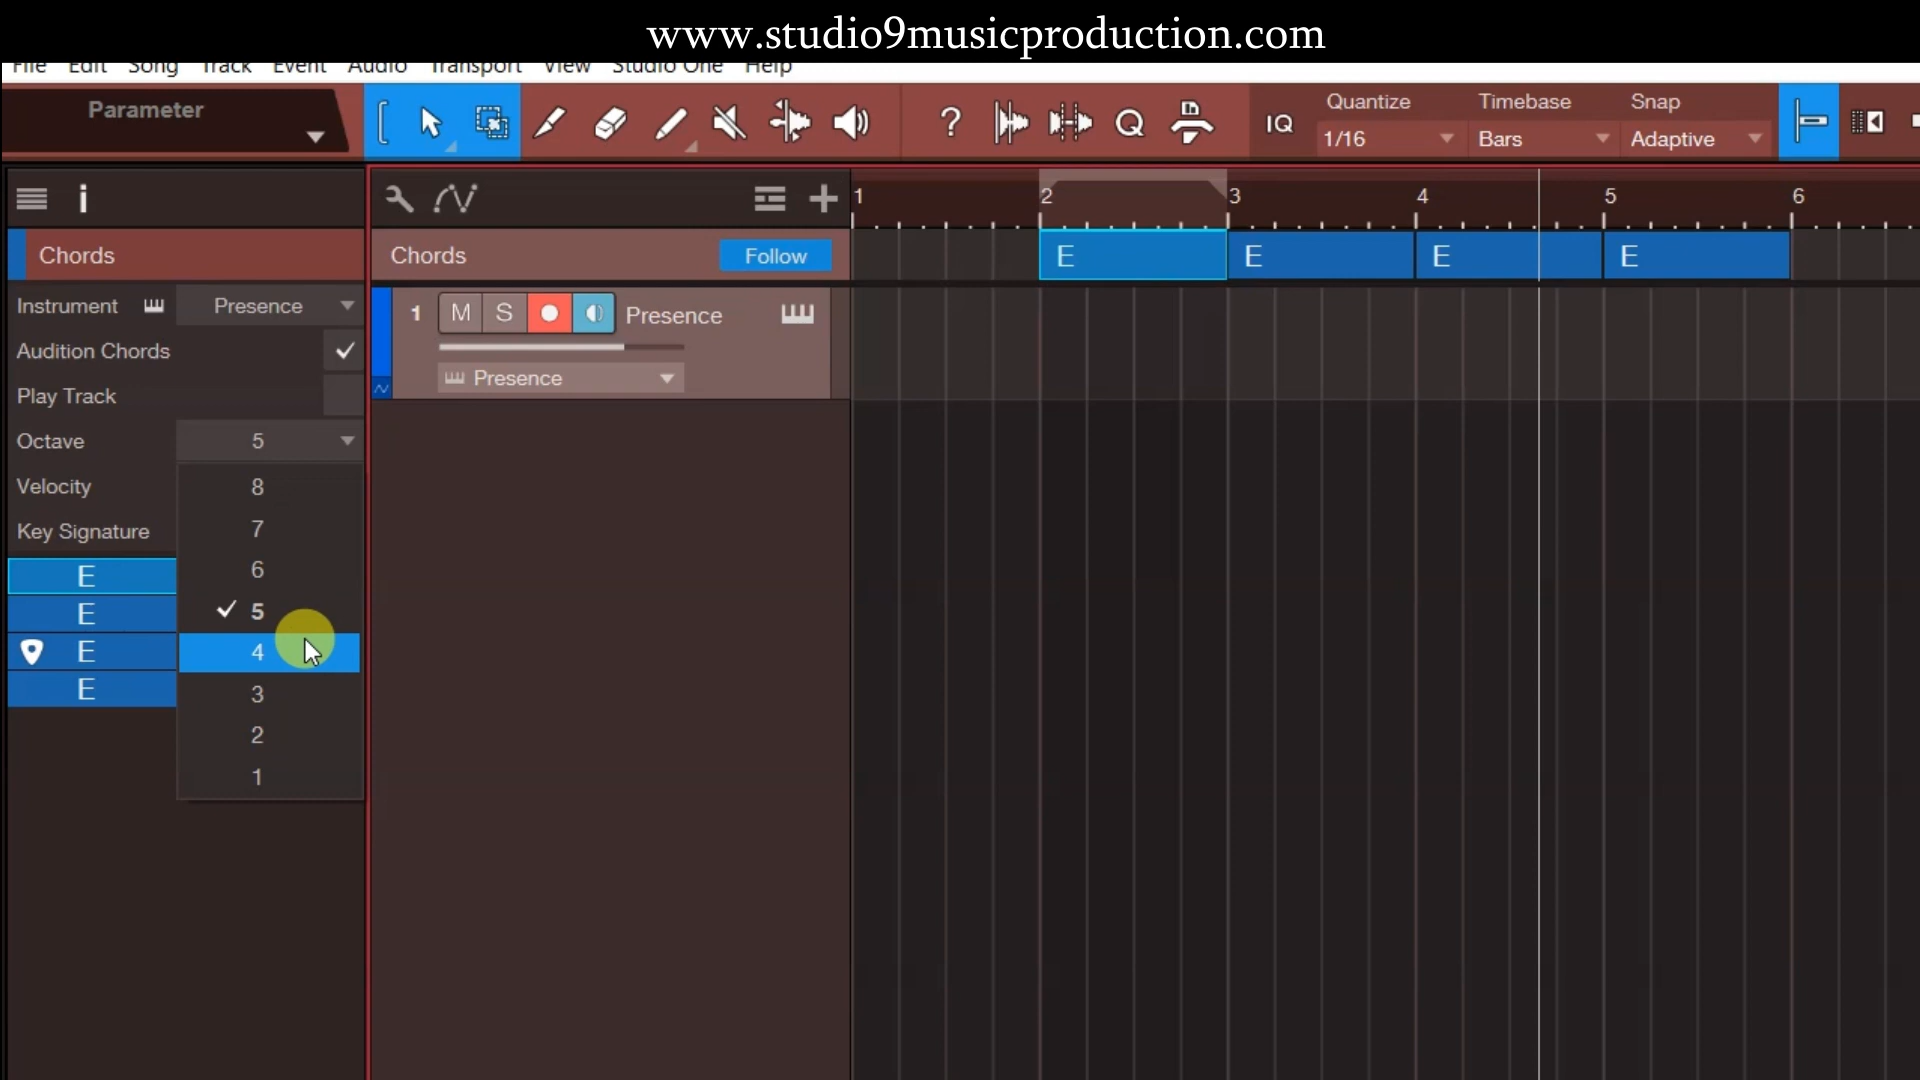 www.studio9musicproduction.com
File Edit Song Track Event Audio Transport View Studio One Help
Parameter
IQ
Quantize
1/16
Timebase
Bars
Snap
Adaptive
i
1 2 3 4 5 6
Chords
Chords Follow
E E E E
Instrument Presence
Audition Chords
Play Track
Octave 5
Velocity
Key Signature
E
E
E
E
8
7
6
5
4
3
2
1
1 M S Presence
Presence